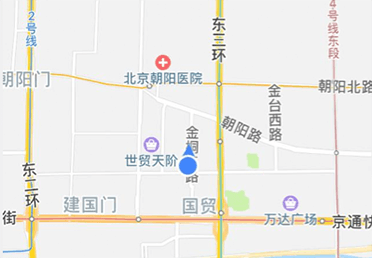 2号线
东三环
4号线东段
北京朝阳医院
朝阳门
朝阳北路
金台西路
朝阳路
金桐
路
世贸天阶
东二环
建国门
国贸
万达广场
街
京通快